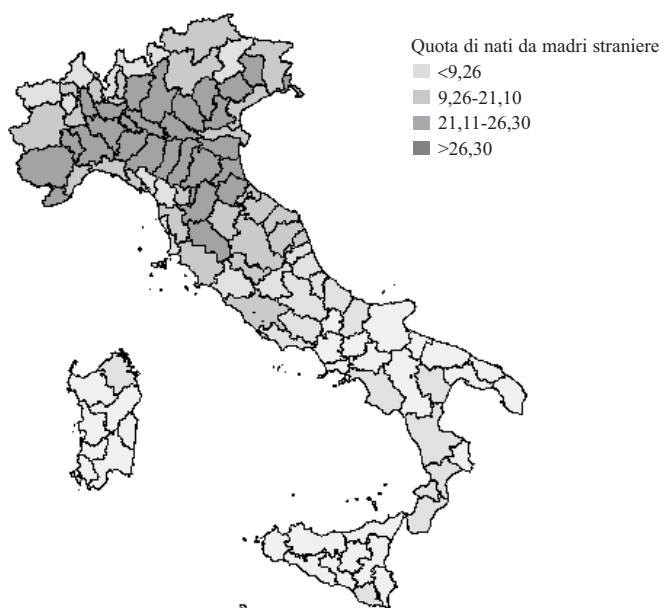 Quota di nati da madri straniere
<9,26
9,26-21,10
21,11-26,30
>26,30